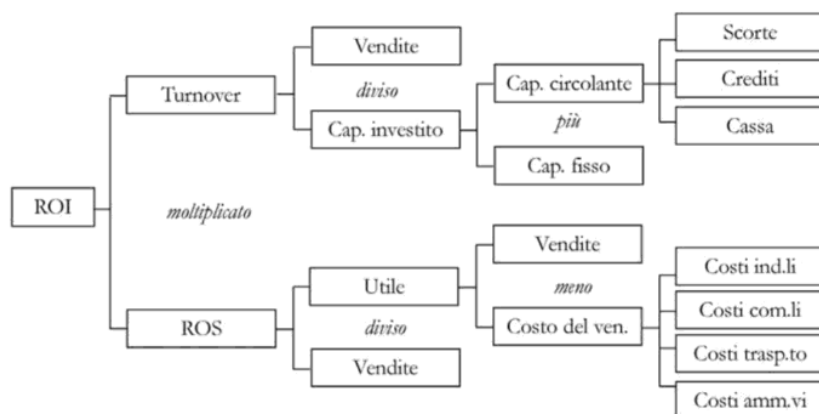 Vendite
Scorte
Turnover
diviso
Cap. circolante
Crediti
Cap. investito
più
Cassa
Cap. fisso
ROI
moltiplicato
Vendite
Utile
meno
Costi ind.li
ROS
diviso
Costo del ven.
Costi com.li
Vendite
Costi trasp.to
Costi amm.vi